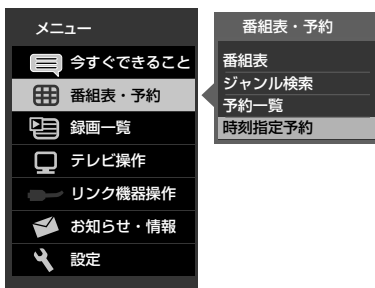 メニュー
今すぐできること
番組表・予約
録画一覧
テレビ操作
リンク機器操作
お知らせ・情報
設定
番組表・予約
番組表
ジャンル検索
予約一覧
時刻指定予約